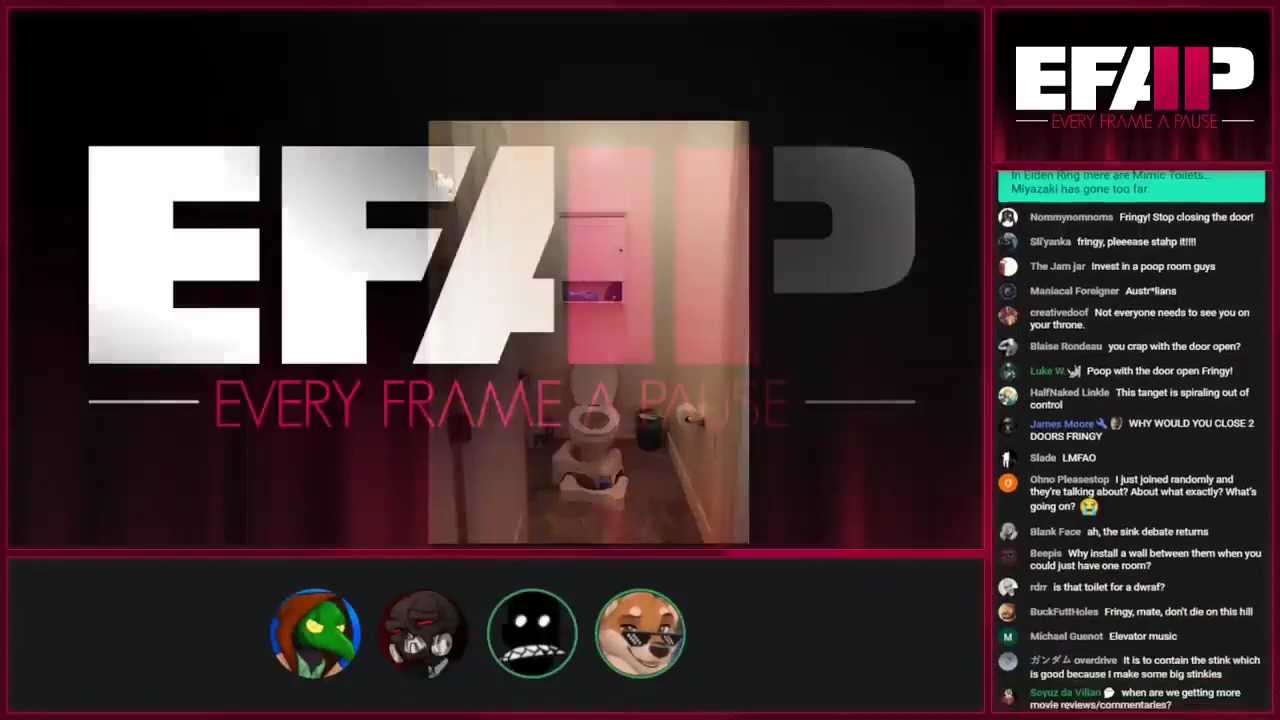 EFAP
EVERY FRAME A PAUSE
EFAP
EVERY FRAME A PAUSE
In Elden Ring there are Mimic Toilets...
Miyazaki has gone too far.
Nommynomnoms Fringy! Stop closing the door!
Sli'yanka fringy, pleeease stahp it!!!!
The Jam jar Invest in a poop room guys
Maniacal Foreigner Austr*lians
creativedoof Not everyone needs to see you on
your throne.
Blaise Rondeau you crap with the door open?
Luke W. Poop with the door open Fringy!
HalfNaked Linkle This tanget is spiraling out of
control
James Moore WHY WOULD YOU CLOSE 2
DOORS FRINGY
Slade LMFAO
O
Ohno Pleasestop I just joined randomly and
they're talking about? About what exactly? What's
going on? 😭
Blank Face ah, the sink debate returns
Beepis Why install a wall between them when you
could just have one room?
rdrr is that toilet for a dwraf?
BuckFuttHoles Fringy, mate, don't die on this hill
M
Michael Guenot Elevator music
ガンダム overdrive It is to contain the stink which
is good because I make some big stinkies
Soyuz da Villan when are we getting more
movie reviews/commentaries?